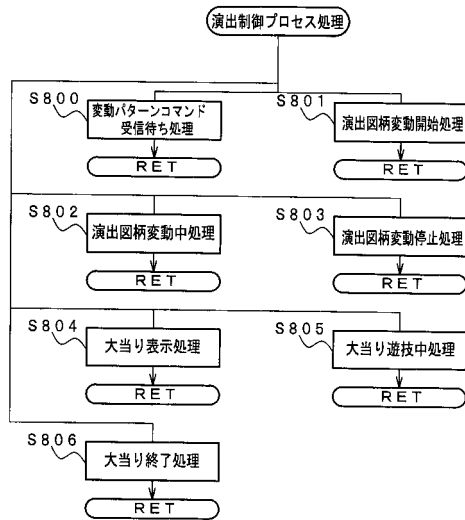 演出制御プロセス処理
S800
変動パターンコマンド
受信待ち処理
RET
S801
演出図柄変動開始処理
RET
S802
演出図柄変動中処理
RET
S803
演出図柄変動停止処理
RET
S804
大当り表示処理
RET
S805
大当り遊技中処理
RET
S806
大当り終了処理
RET